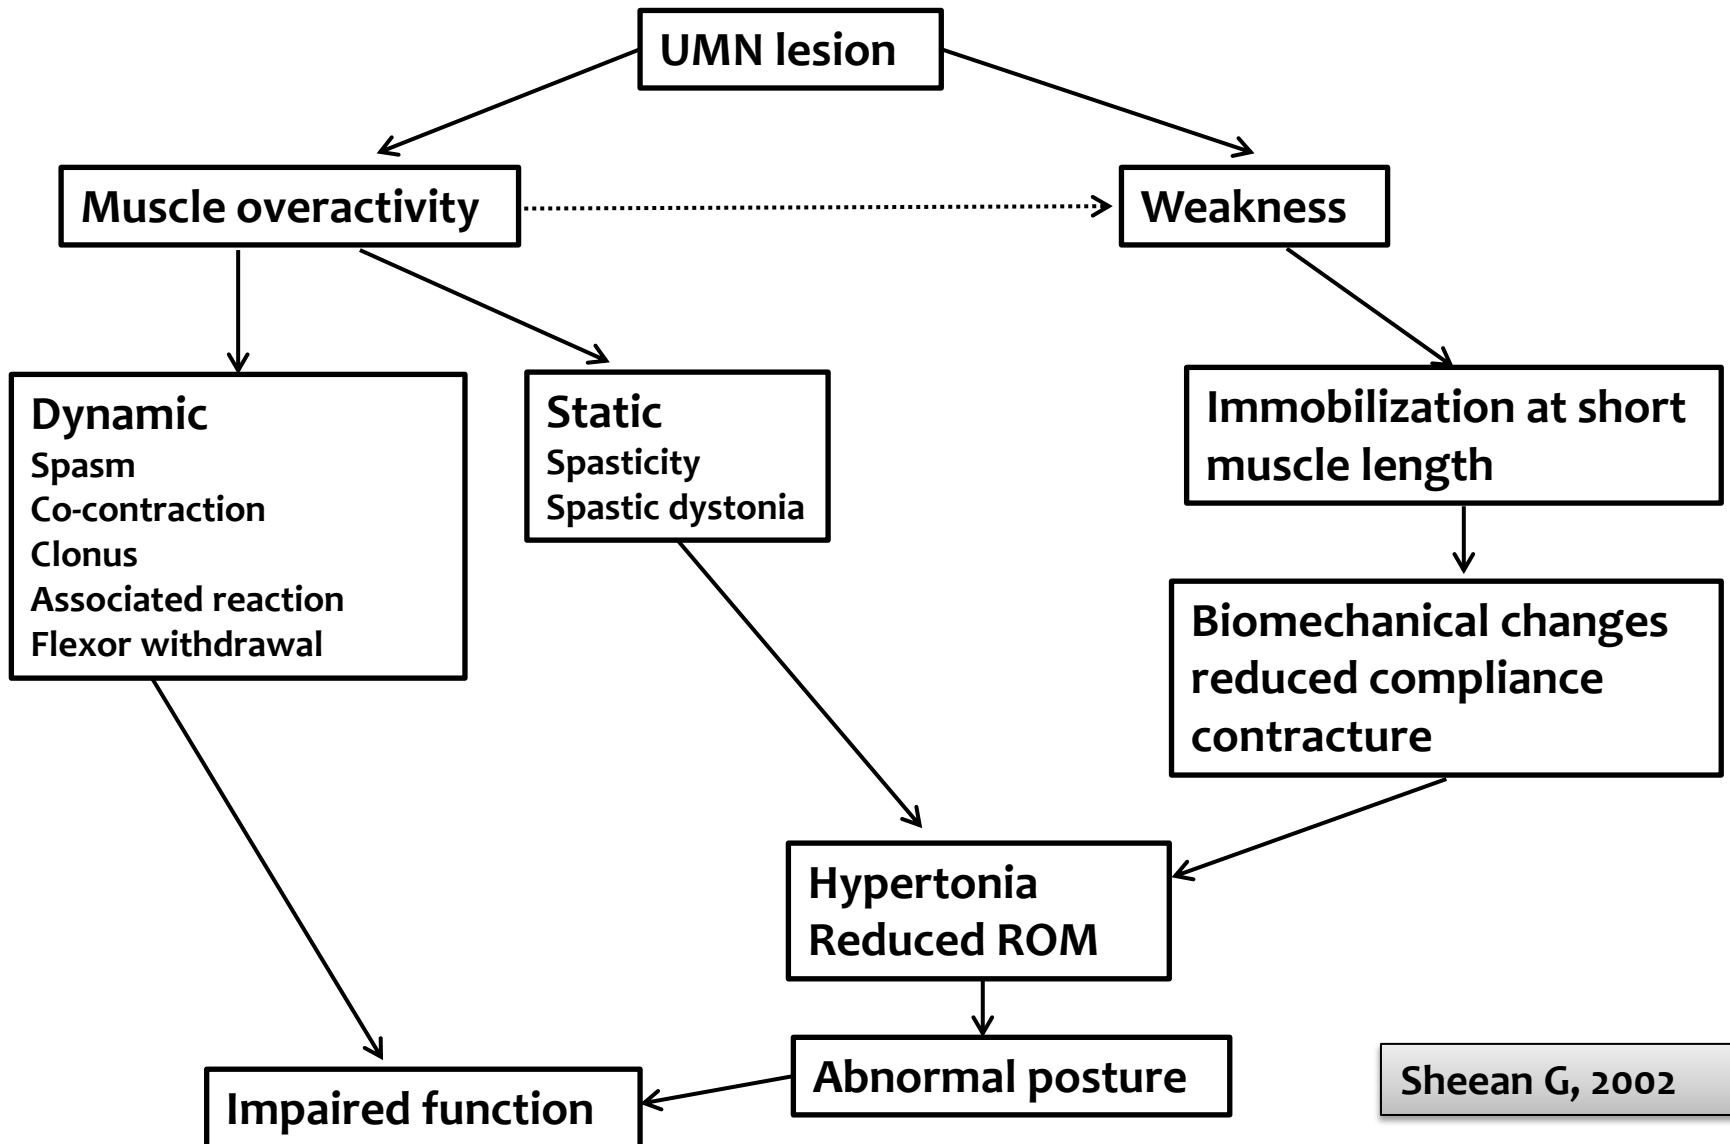 UMN lesion
Muscle overactivity
Weakness
Dynamic
Spasm
Co-contraction
Clonus
Associated reaction
Flexor withdrawal
Static
Spasticity
Spastic dystonia
Immobilization at short
muscle length
Biomechanical changes
reduced compliance
contracture
Hypertonia
Reduced ROM
Abnormal posture
Impaired function
Sheean G, 2002